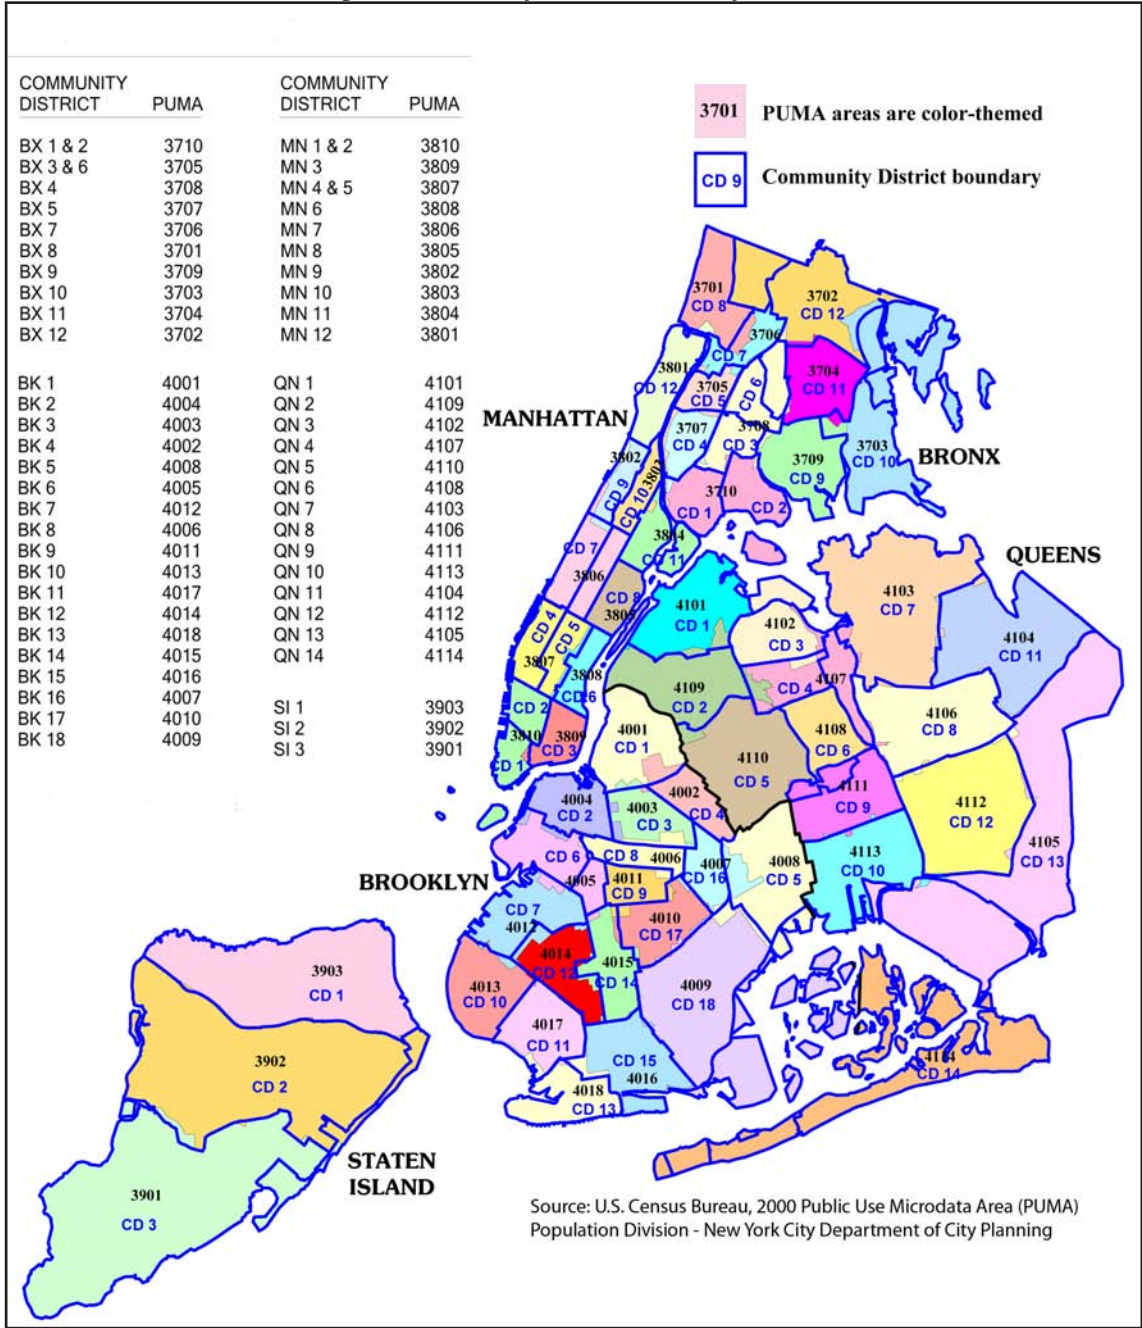 COMMUNITY DISTRICT PUMA
BX 1 & 2 3710
BX 3 & 6 3705
BX 4 3708
BX 5 3707
BX 7 3706
BX 8 3701
BX 9 3709
BX 10 3703
BX 11 3704
BX 12 3702
BK 1 4001
BK 2 4004
BK 3 4003
BK 4 4002
BK 5 4008
BK 6 4005
BK 7 4012
BK 8 4006
BK 9 4011
BK 10 4013
BK 11 4017
BK 12 4014
BK 13 4018
BK 14 4015
BK 15 4016
BK 16 4007
BK 17 4010
BK 18 4009
COMMUNITY DISTRICT PUMA
MN 1 & 2 3810
MN 3 3809
MN 4 & 5 3807
MN 6 3808
MN 7 3806
MN 8 3805
MN 9 3802
MN 10 3803
MN 11 3804
MN 12 3801
QN 1 4101
QN 2 4109
QN 3 4102
QN 4 4107
QN 5 4110
QN 6 4108
QN 7 4103
QN 8 4106
QN 9 4111
QN 10 4113
QN 11 4104
QN 12 4112
QN 13 4105
QN 14 4114
SI 1 3903
SI 2 3902
SI 3 3901
3701 PUMA areas are color-themed
CD 9 Community District boundary
MANHATTAN
BRONX
QUEENS
BROOKLYN
STATEN
ISLAND
3701
CD 8
3702
CD 12
3706
CD 7
3705
CD 5
CD 6
3704
CD 11
3707
CD 4
3708
CD 3
3709
CD 9
3703
CD 10
3710
CD 1
CD 2
3801
CD 12
3802
CD 9
3803
CD 10
3804
CD 11
CD 7
3806
CD 8
3805
CD 4
CD 5
3807
3808
CD 6
CD 2
3810
CD 1
3809
CD 3
4101
CD 1
4102
CD 3
4103
CD 7
4104
CD 11
4109
CD 2
CD 4
4107
4108
CD 6
4106
CD 8
4110
CD 5
4111
CD 9
4112
CD 12
4105
CD 13
4113
CD 10
4114
CD 14
4001
CD 1
4002
CD 4
4004
CD 2
4003
CD 3
CD 8
4006
4007
CD 16
4008
CD 5
CD 6
4005
4011
CD 9
CD 7
4012
4010
CD 17
4014
CD 12
4015
CD 14
4013
CD 10
4009
CD 18
4017
CD 11
CD 15
4016
4018
CD 13
3903
CD 1
3902
CD 2
3901
CD 3
Source: U.S. Census Bureau, 2000 Public Use Microdata Area (PUMA)
Population Division - New York City Department of City Planning